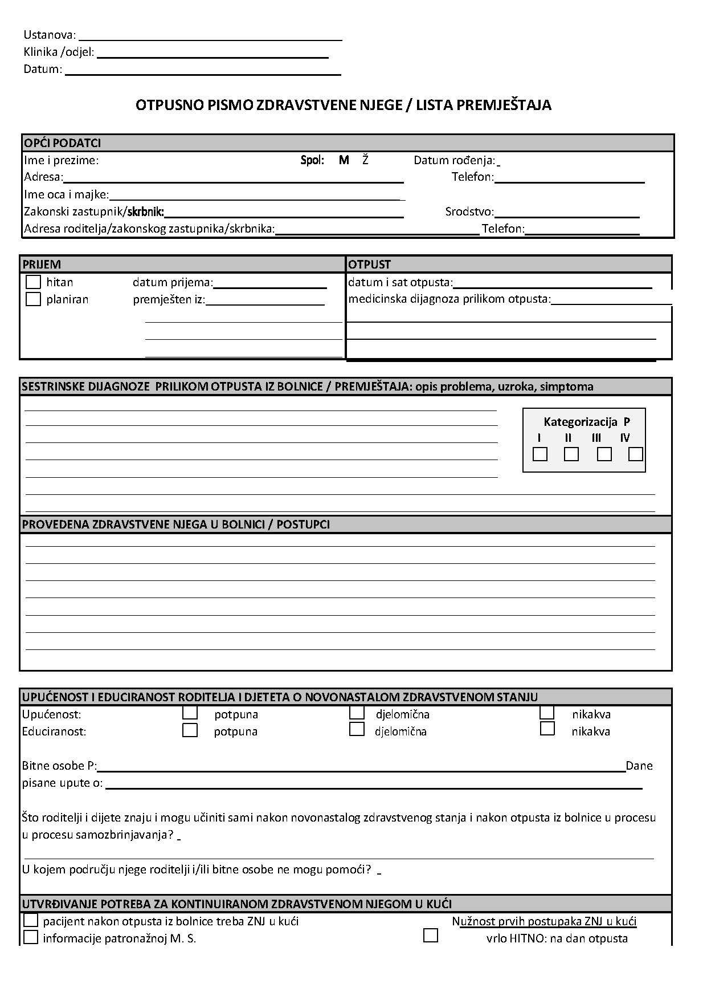 Ustanova:
Klinika /odjel:
Datum:
OTPUSNO PISMO ZDRAVSTVENE NJEGE / LISTA PREMJEŠTAJA
OPĆI PODATCI
Ime i prezime: Spol: M Ž Datum rođenja:
Adresa: Telefon:
Ime oca i majke:
Zakonski zastupnik/skrbnik: Srodstvo:
Adresa roditelja/zakonskog zastupnika/skrbnika: Telefon:
PRIJEM OTPUST
hitan datum prijema: datum i sat otpusta:
planiran premješten iz: medicinska dijagnoza prilikom otpusta:
SESTRINSKE DIJAGNOZE PRILIKOM OTPUSTA IZ BOLNICE / PREMJEŠTAJA: opis problema, uzroka, simptoma
Kategorizacija P
I II III IV
PROVEDENA ZDRAVSTVENE NJEGA U BOLNICI / POSTUPCI
UPUĆENOST I EDUCIRANOST RODITELJA I DJETETA O NOVONASTALOM ZDRAVSTVENOM STANJU
Upućenost: potpuna djelomična nikakva
Educiranost: potpuna djelomična nikakva
Bitne osobe P: Dane
pisane upute o:
Što roditelji i dijete znaju i mogu učiniti sami nakon novonastalog zdravstvenog stanja i nakon otpusta iz bolnice u procesu
u procesu samozbrinjavanja?
U kojem području njege roditelji i/ili bitne osobe ne mogu pomoći?
UTVRĐIVANJE POTREBA ZA KONTINUIRANOM ZDRAVSTVENOM NJEGOM U KUĆI
pacijent nakon otpusta iz bolnice treba ZNJ u kući Nužnost prvih postupaka ZNJ u kući
informacije patronažnoj M. S. vrlo HITNO: na dan otpusta